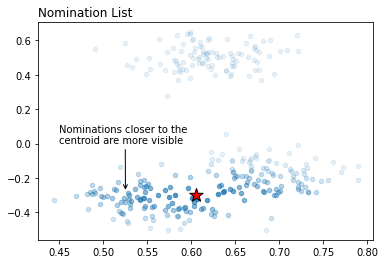 Nomination List
0.6
0.4
0.2
0.0
−0.2
−0.4
Nominations closer to the
centroid are more visible
0.45 0.50 0.55 0.60 0.65 0.70 0.75 0.80